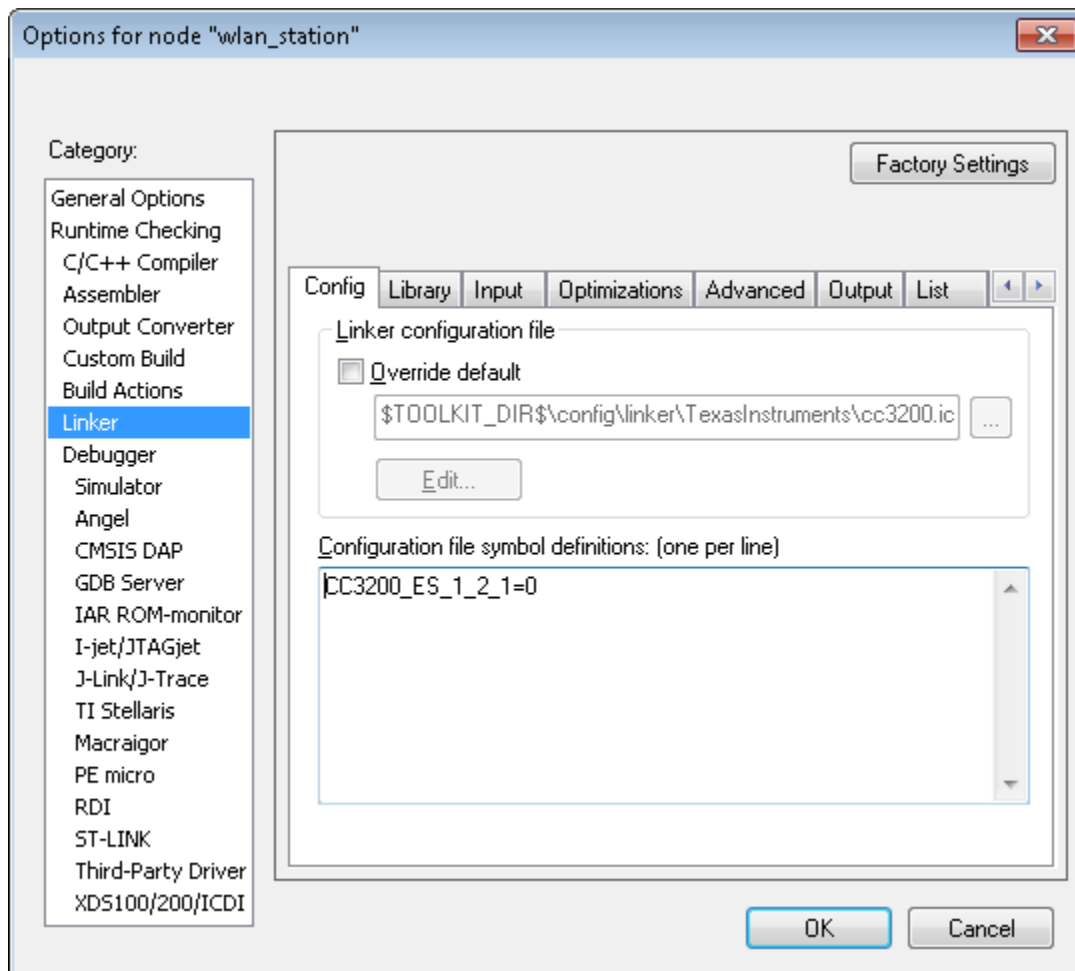 Options for node "wlan_station"
Category:
General Options
Runtime Checking
C/C++ Compiler
Assembler
Output Converter
Custom Build
Build Actions
Linker
Debugger
Simulator
Angel
CMSIS DAP
GDB Server
IAR ROM-monitor
I-jet/JTAGjet
J-Link/J-Trace
TI Stellaris
Macraigor
PE micro
RDI
ST-LINK
Third-Party Driver
XDS100/200/ICDI
Factory Settings
Config Library Input Optimizations Advanced Output List
Linker configuration file
Override default
$TOOLKIT_DIR$\config\linker\TexasInstruments\cc3200.ic
...
Edit...
Configuration file symbol definitions: (one per line)
CC3200_ES_1_2_1=0
OK Cancel